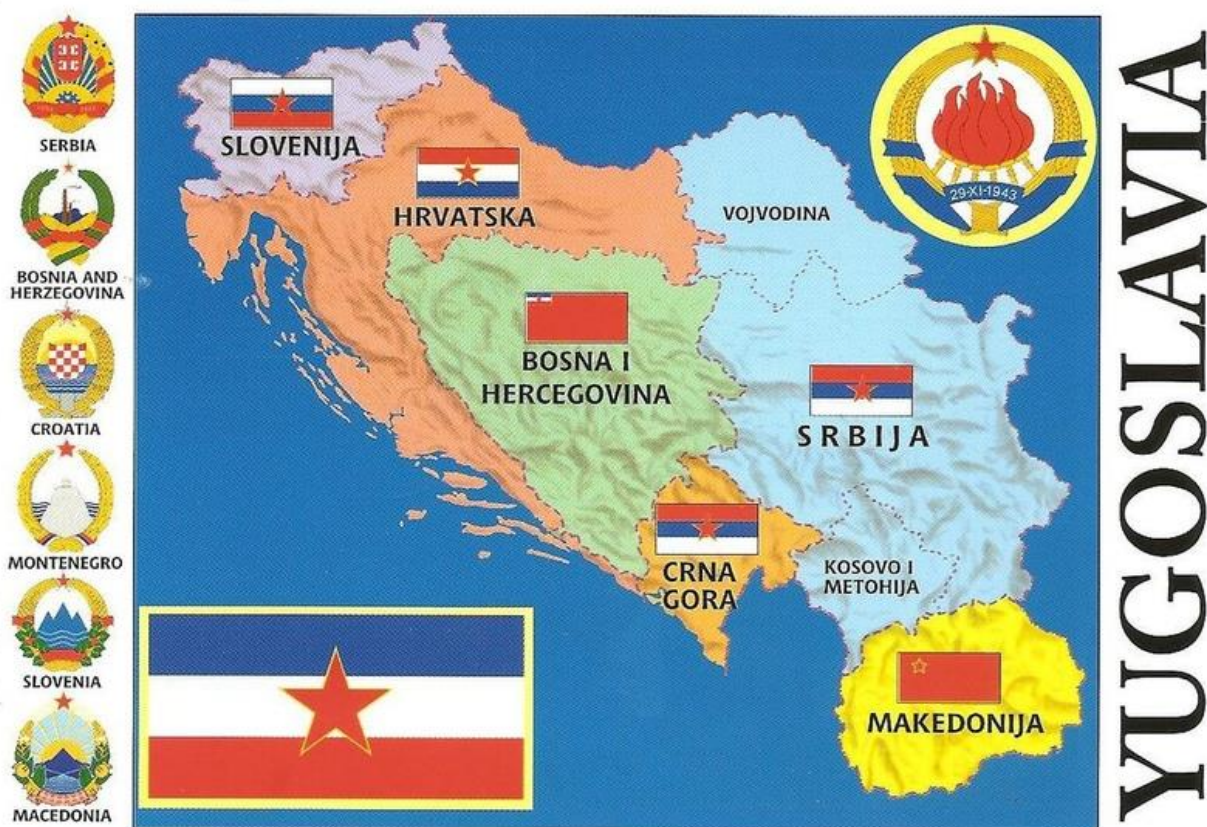 SERBIA
BOSNIA AND
HERZEGOVINA
CROATIA
MONTENEGRO
SLOVENIA
MACEDONIA
SLOVENIJA
HRVATSKA
VOJVODINA
BOSNA I
HERCEGOVINA
SRBIJA
CRNA
GORA
KOSOVO I
METOHIJA
MAKEDONIJA
29·XI·1943
YUGOSLAVIA